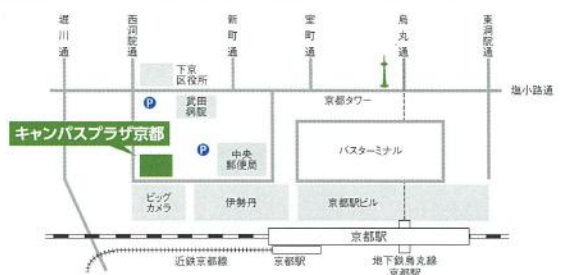 堀川通
西洞院通
新町通
室町通
烏丸通
東洞院通
下京
区役所
塩小路通
京都タワー
P
武田
病院
キャンパスプラザ京都
P
中央
郵便局
バスターミナル
ビッグ
カメラ
伊勢丹
京都駅ビル
京都駅
近鉄京都線
京都駅
地下鉄烏丸線
京都駅